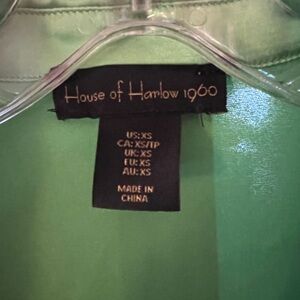 House of Harlow 1960
US:XS
CA:XS/TP
UK:XS
EU:XS
AU:XS
MADE IN
CHINA